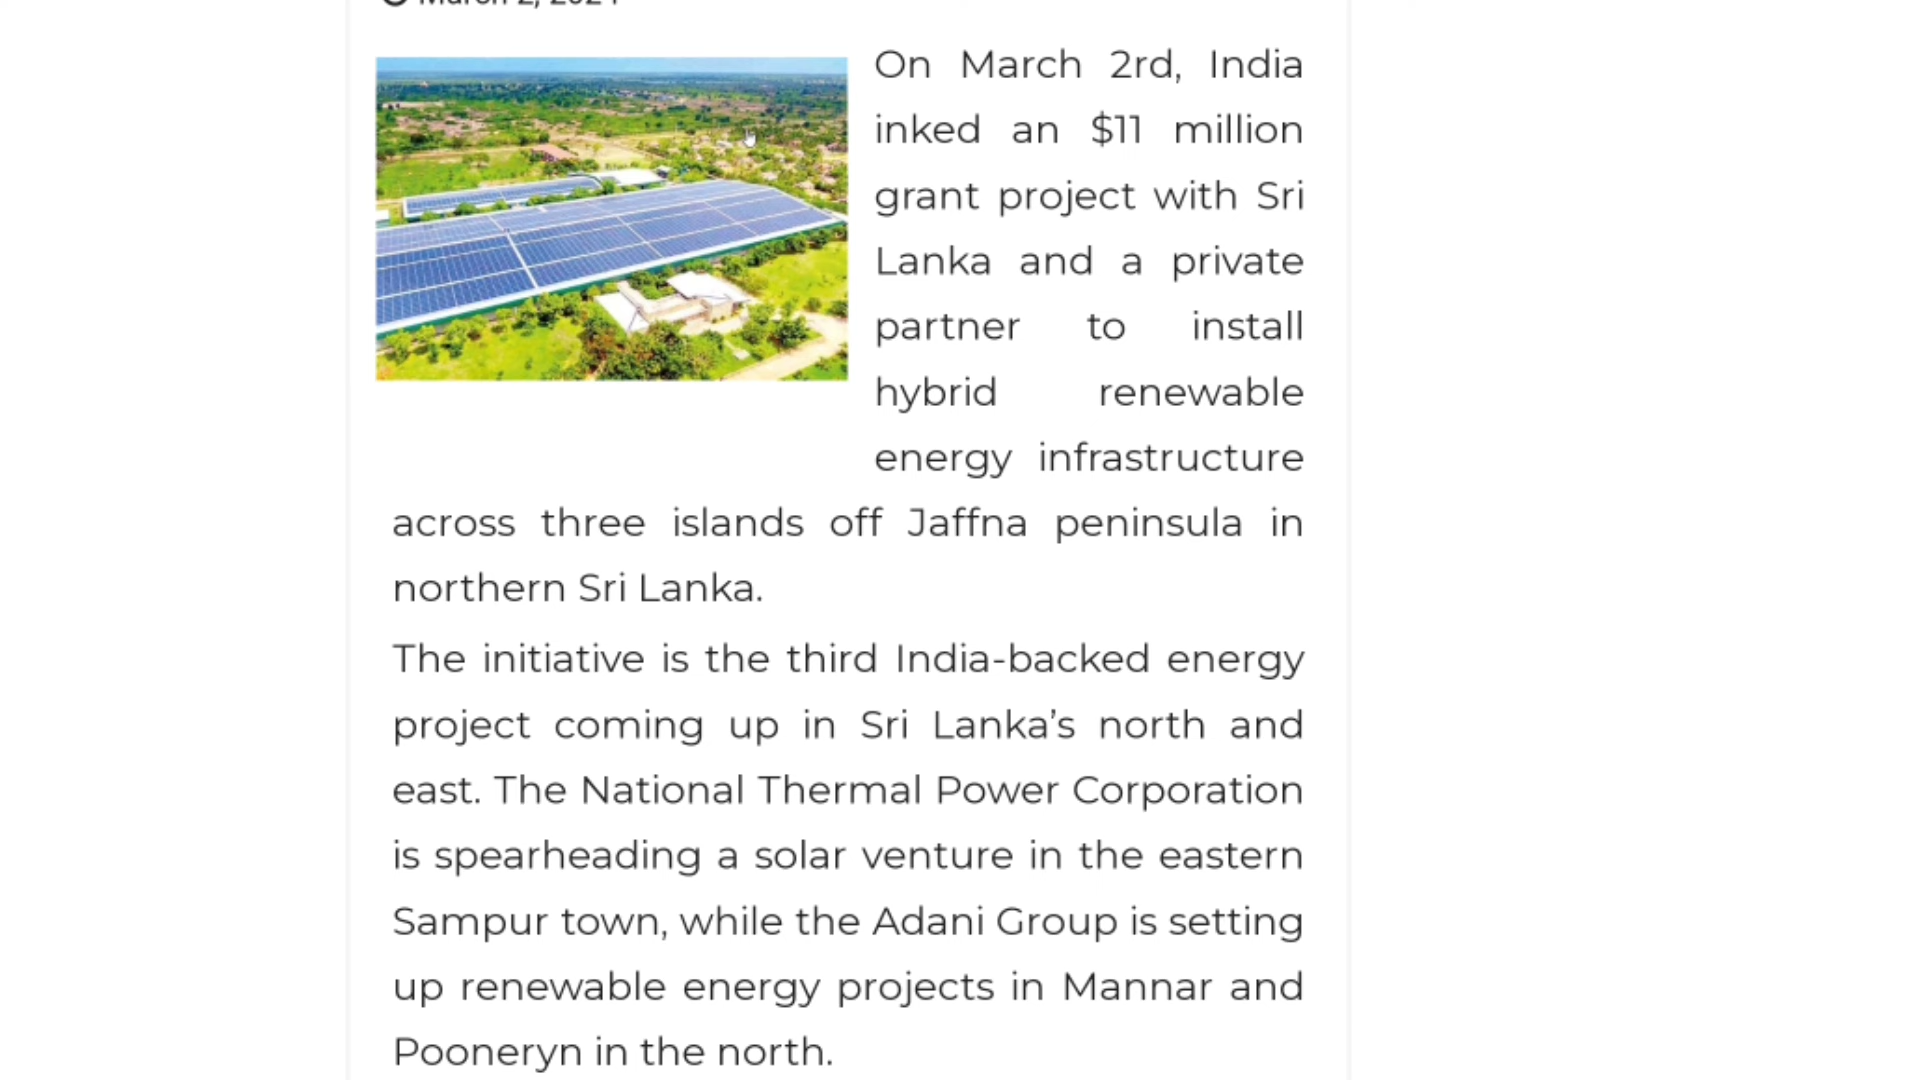 March 2, 2024
On March 2rd, India
inked an $11 million
grant project with Sri
Lanka and a private
partner to install
hybrid renewable
energy infrastructure
across three islands off Jaffna peninsula in
northern Sri Lanka.
The initiative is the third India-backed energy
project coming up in Sri Lanka’s north and
east. The National Thermal Power Corporation
is spearheading a solar venture in the eastern
Sampur town, while the Adani Group is setting
up renewable energy projects in Mannar and
Pooneryn in the north.